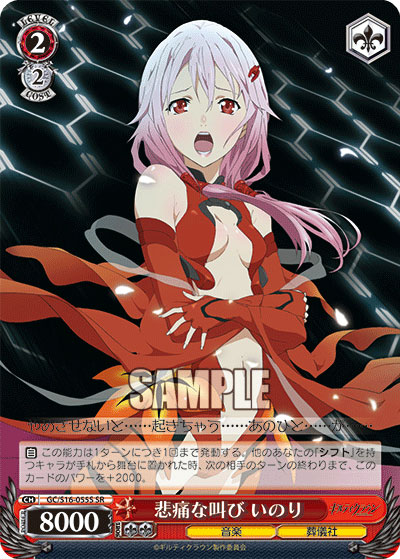 LEVEL
2
2
COST
SAMPLE
やめさせないと……起きちゃう……あのひと……が……
この能力は1ターンにつき1回まで発動する。他のあなたの「シフト」を持
つキャラが手札から舞台に置かれた時、次の相手のターンの終わりまで、こ
のカードのパワーを+2000。
CH GC/S16-055S SR
8000
悲痛な叫び いのり
音楽 葬儀社
©ギルティクラウン製作委員会